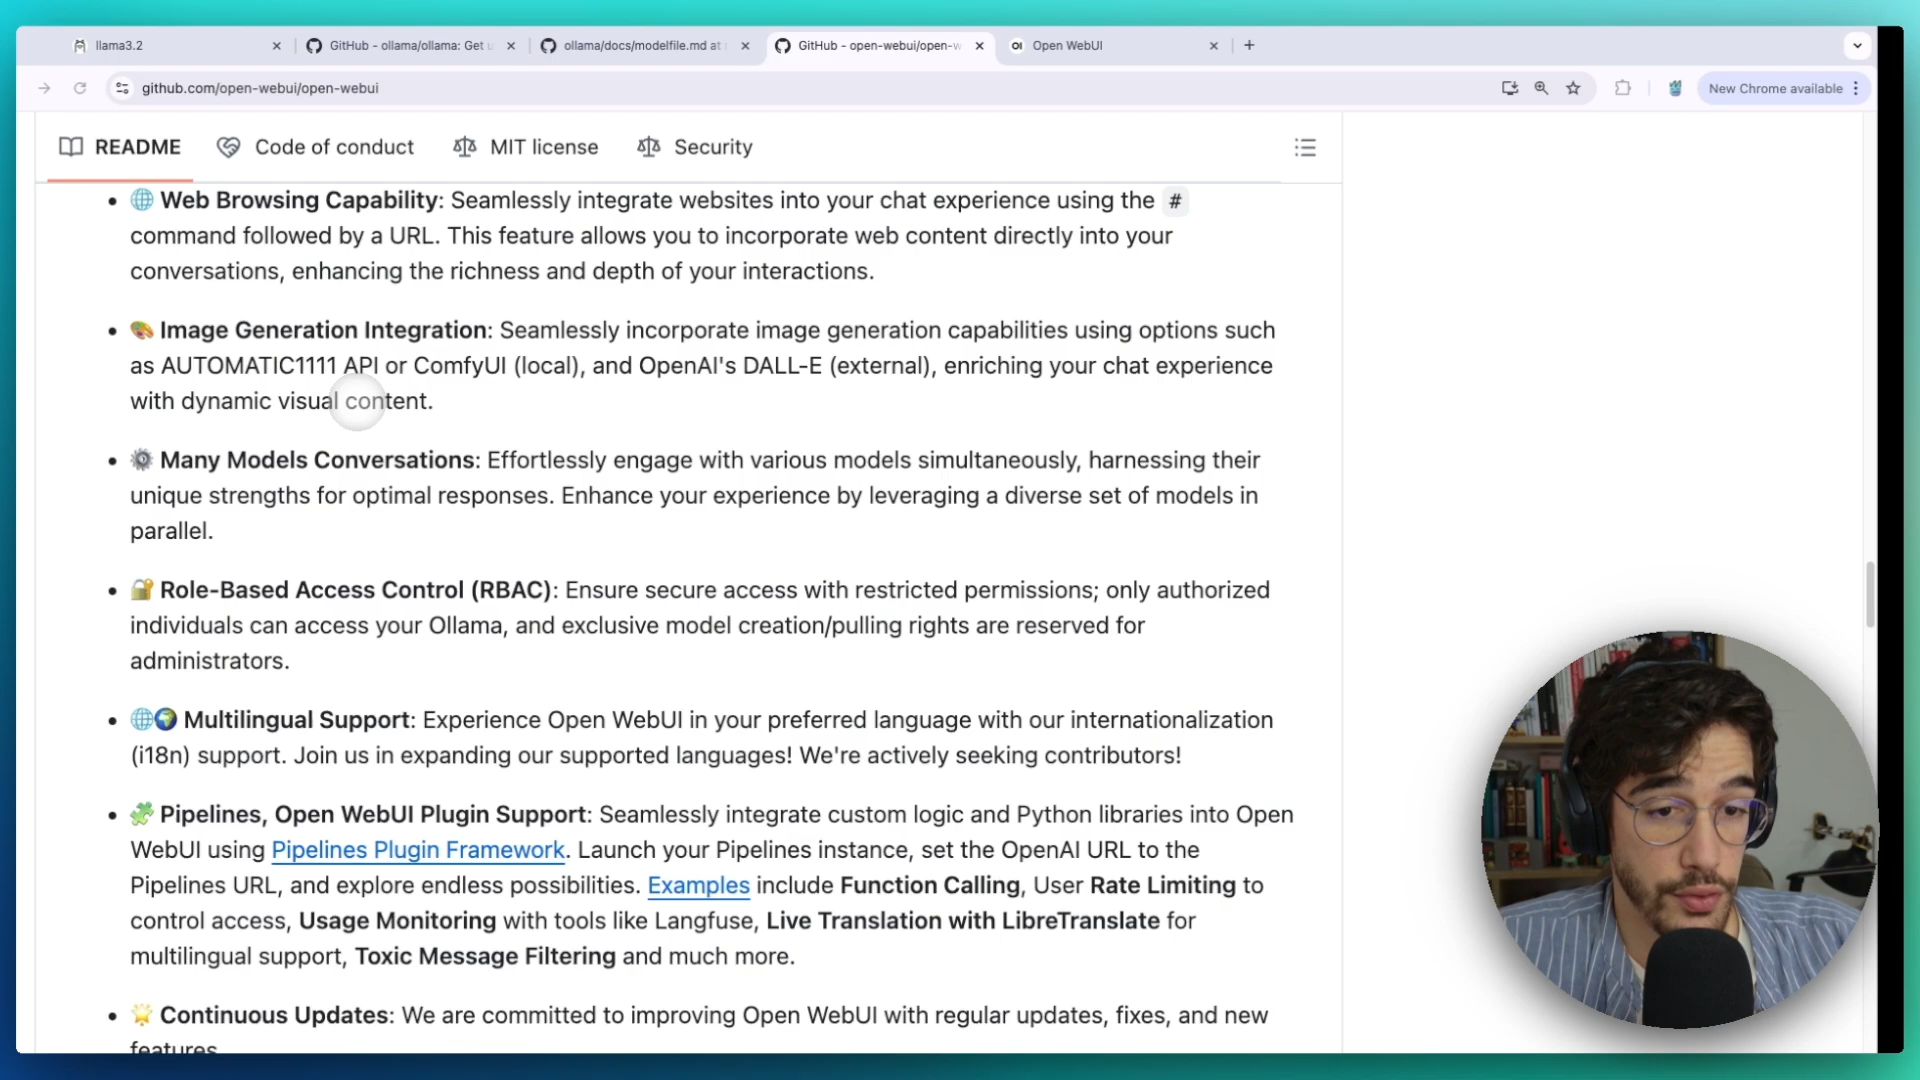 llama3.2
GitHub - ollama/ollama: Get u
ollama/docs/modelfile.md at
GitHub - open-webui/open-w
OI Open WebUI
github.com/open-webui/open-webui
New Chrome available
README
Code of conduct
MIT license
Security
Web Browsing Capability: Seamlessly integrate websites into your chat experience using the #
command followed by a URL. This feature allows you to incorporate web content directly into your
conversations, enhancing the richness and depth of your interactions.
Image Generation Integration: Seamlessly incorporate image generation capabilities using options such
as AUTOMATIC1111 API or ComfyUI (local), and OpenAI's DALL-E (external), enriching your chat experience
with dynamic visual content.
Many Models Conversations: Effortlessly engage with various models simultaneously, harnessing their
unique strengths for optimal responses. Enhance your experience by leveraging a diverse set of models in
parallel.
Role-Based Access Control (RBAC): Ensure secure access with restricted permissions; only authorized
individuals can access your Ollama, and exclusive model creation/pulling rights are reserved for
administrators.
Multilingual Support: Experience Open WebUI in your preferred language with our internationalization
(i18n) support. Join us in expanding our supported languages! We're actively seeking contributors!
Pipelines, Open WebUI Plugin Support: Seamlessly integrate custom logic and Python libraries into Open
WebUI using Pipelines Plugin Framework. Launch your Pipelines instance, set the OpenAI URL to the
Pipelines URL, and explore endless possibilities. Examples include Function Calling, User Rate Limiting to
control access, Usage Monitoring with tools like Langfuse, Live Translation with LibreTranslate for
multilingual support, Toxic Message Filtering and much more.
Continuous Updates: We are committed to improving Open WebUI with regular updates, fixes, and new
features.